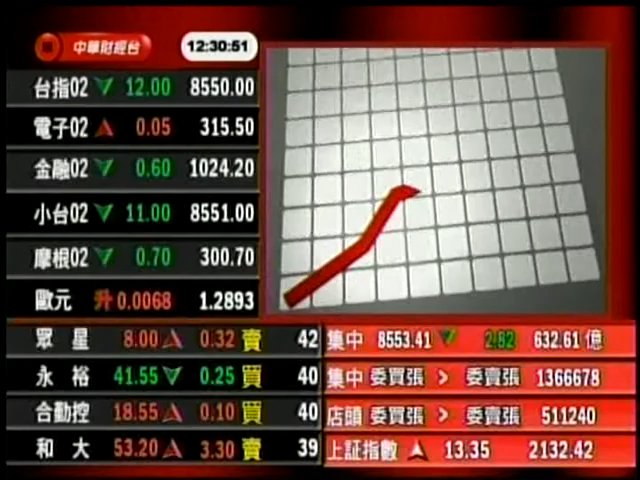 中華財經台 12:30:51
台指02 12.00 8550.00
電子02 0.05 315.50
金融02 0.60 1024.20
小台02 11.00 8551.00
摩根02 0.70 300.70
歐元 升 0.0068 1.2893
眾星 8.00 0.32 賣 42
永裕 41.55 0.25 買 40
合勤控 18.55 0.10 買 40
和大 53.20 3.30 賣 39
集中 8553.41 2.82 632.61億
集中 委買張 > 委賣張 1366678
店頭 委買張 > 委賣張 511240
上証指數 13.35 2132.42